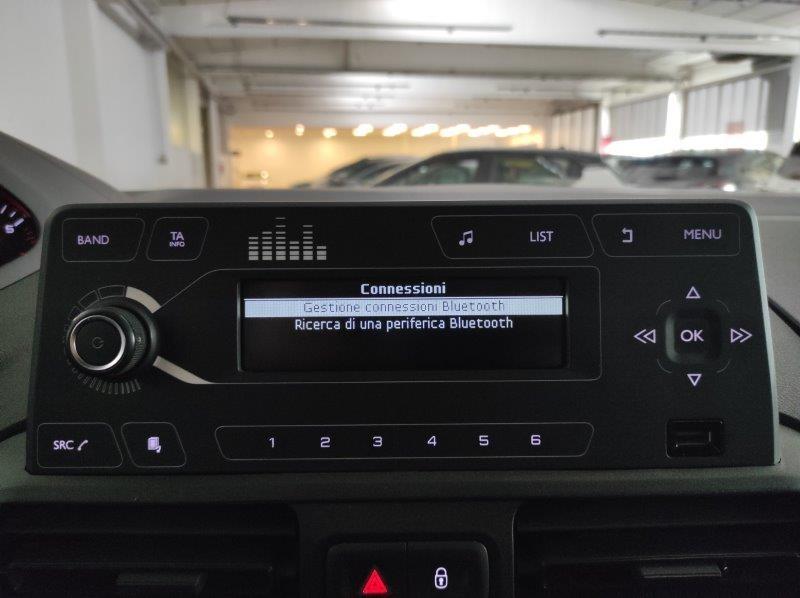 BAND
TA
INFO
LIST
MENU
Connessioni
Gestione connessioni Bluetooth
Ricerca di una periferica Bluetooth
OK
SRC
1 2 3 4 5 6